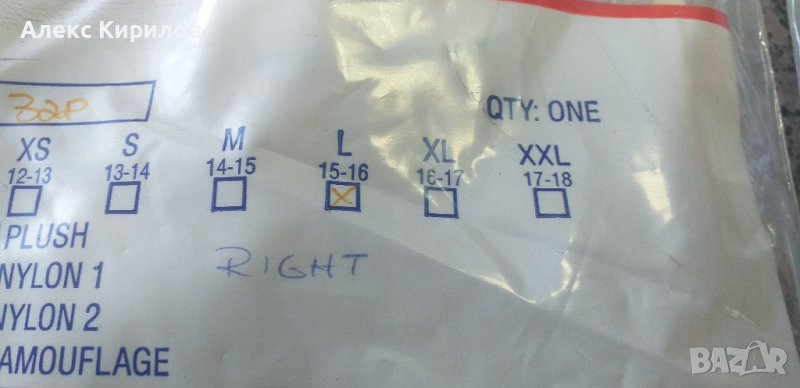 Алекс Кирилов
32P
QTY: ONE
XS S M L XL XXL
12-13 13-14 14-15 15-16 16-17 17-18
PLUSH
RIGHT
NYLON 1
NYLON 2
AMOUFLAGE
BAZAR